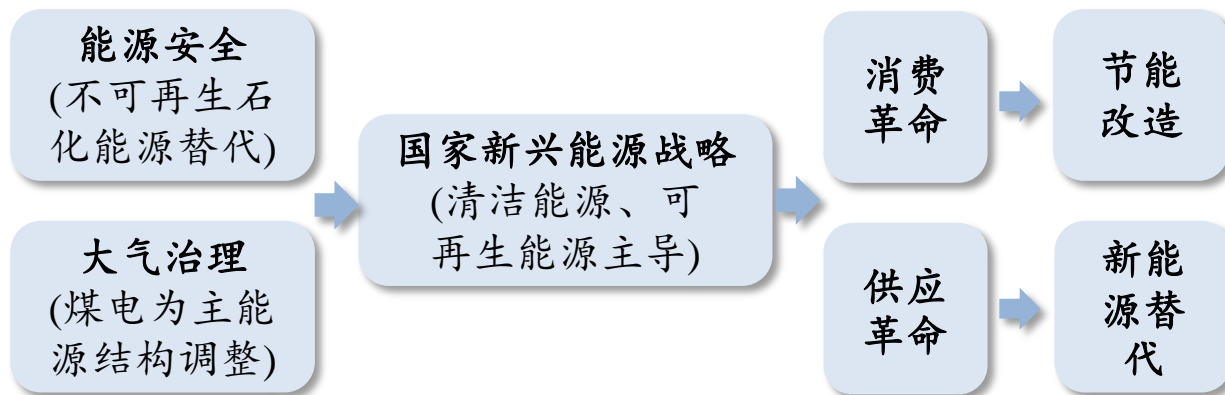 能源安全
(不可再生石
化能源替代)
大气治理
(煤电为主能
源结构调整)
国家新兴能源战略
(清洁能源、可
再生能源主导)
消费
革命
节能
改造
供应
革命
新能
源替
代